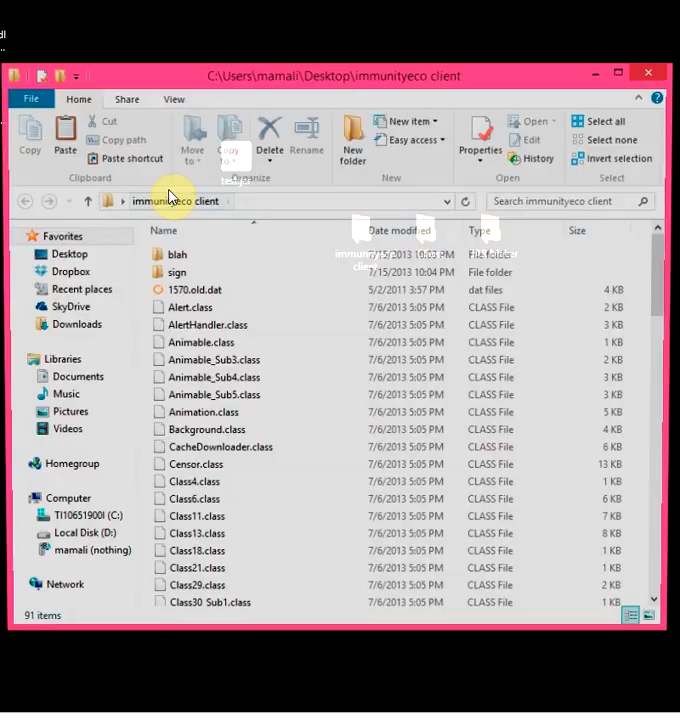 dl
..
C:\Users\mamali\Desktop\immunityeco client
File Home Share View
Copy
Paste
Cut
Copy path
Paste shortcut
Clipboard
Move to
Copy to
Delete
Rename
Organize
New folder
New item
Easy access
New
Properties
Open
Edit
History
Open
Select all
Select none
Invert selection
Select
immunityeco client
Search immunityeco client
Favorites
Desktop
Dropbox
Recent places
SkyDrive
Downloads
Libraries
Documents
Music
Pictures
Videos
Homegroup
Computer
TI10651900I (C:)
Local Disk (D:)
mamali (nothing)
Network
Name Date modified Type Size
blah 7/15/2013 10:03 PM File folder
sign 7/15/2013 10:04 PM File folder
1570.old.dat 5/2/2011 3:57 PM dat files 4 KB
Alert.class 7/6/2013 5:05 PM CLASS File 2 KB
AlertHandler.class 7/6/2013 5:05 PM CLASS File 3 KB
Animable.class 7/6/2013 5:05 PM CLASS File 1 KB
Animable_Sub3.class 7/6/2013 5:05 PM CLASS File 2 KB
Animable_Sub4.class 7/6/2013 5:05 PM CLASS File 3 KB
Animable_Sub5.class 7/6/2013 5:05 PM CLASS File 3 KB
Animation.class 7/6/2013 5:05 PM CLASS File 5 KB
Background.class 7/6/2013 5:05 PM CLASS File 4 KB
CacheDownloader.class 7/6/2013 5:05 PM CLASS File 6 KB
Censor.class 7/6/2013 5:05 PM CLASS File 13 KB
Class4.class 7/6/2013 5:05 PM CLASS File 1 KB
Class6.class 7/6/2013 5:05 PM CLASS File 6 KB
Class11.class 7/6/2013 5:05 PM CLASS File 7 KB
Class13.class 7/6/2013 5:05 PM CLASS File 8 KB
Class18.class 7/6/2013 5:05 PM CLASS File 1 KB
Class21.class 7/6/2013 5:05 PM CLASS File 1 KB
Class29.class 7/6/2013 5:05 PM CLASS File 2 KB
Class30_Sub1.class 7/6/2013 5:05 PM CLASS File 1 KB
91 items